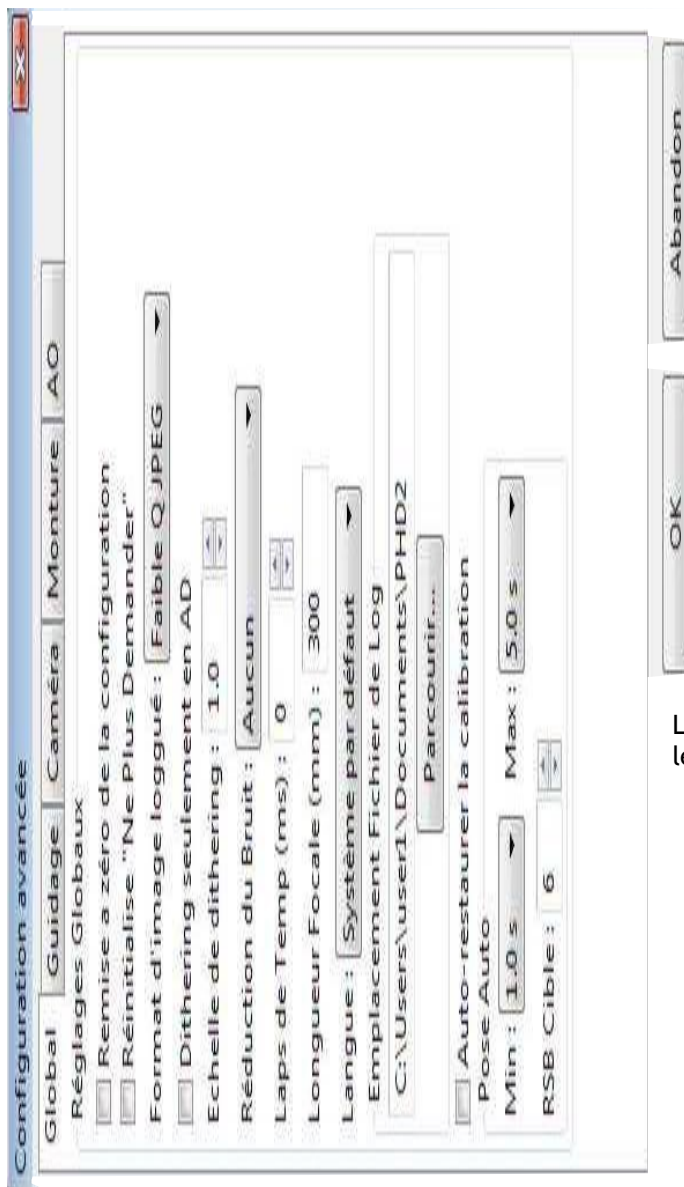 Configuration avancée
Global Guidage Caméra Monture AO
Réglages Globaux
Remise a zéro de la configuration
Réinitialise "Ne Plus Demander"
Format d'image loggué : Faible Q JPEG
Dithering seulement en AD
Echelle de dithering : 1.0
Réduction du Bruit : Aucun
Laps de Temp (ms) : 0
Longueur Focale (mm) : 300
Langue : Système par défaut
Emplacement Fichier de Log
C:\Users\user1\Documents\PHD2
Parcourir...
Auto-restaurer la calibration
Pose Auto
Min : 1.0 s Max : 5.0 s
RSB Cible : 6
OK Abandon